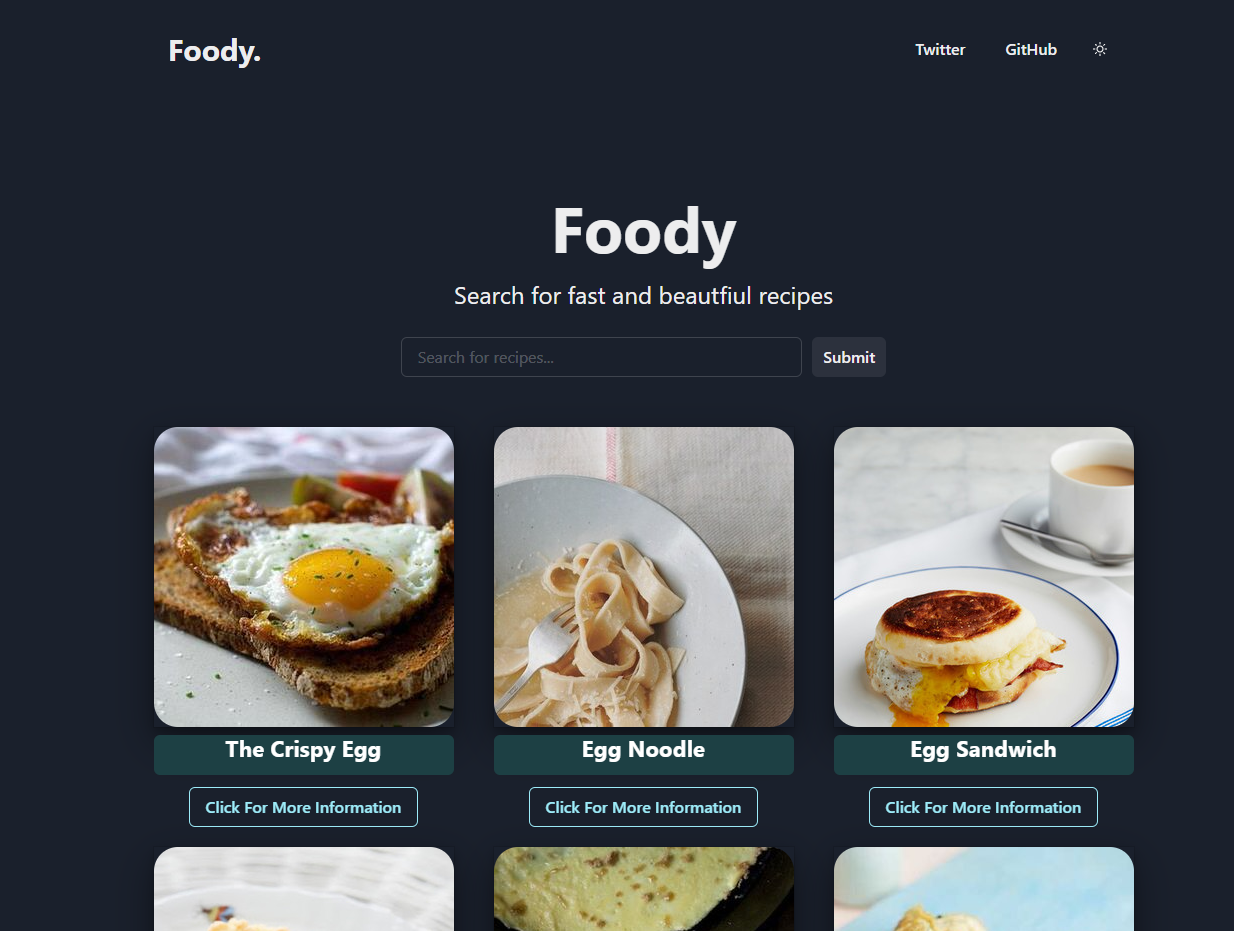 Foody.
Twitter GitHub
Foody
Search for fast and beautfiul recipes
Search for recipes... Submit
The Crispy Egg Egg Noodle Egg Sandwich
Click For More Information Click For More Information Click For More Information